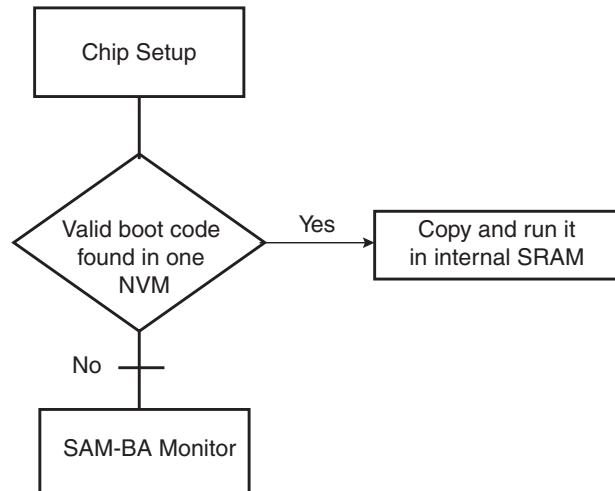 Chip Setup
Valid boot code
found in one
NVM
Yes
Copy and run it
in internal SRAM
No
SAM-BA Monitor